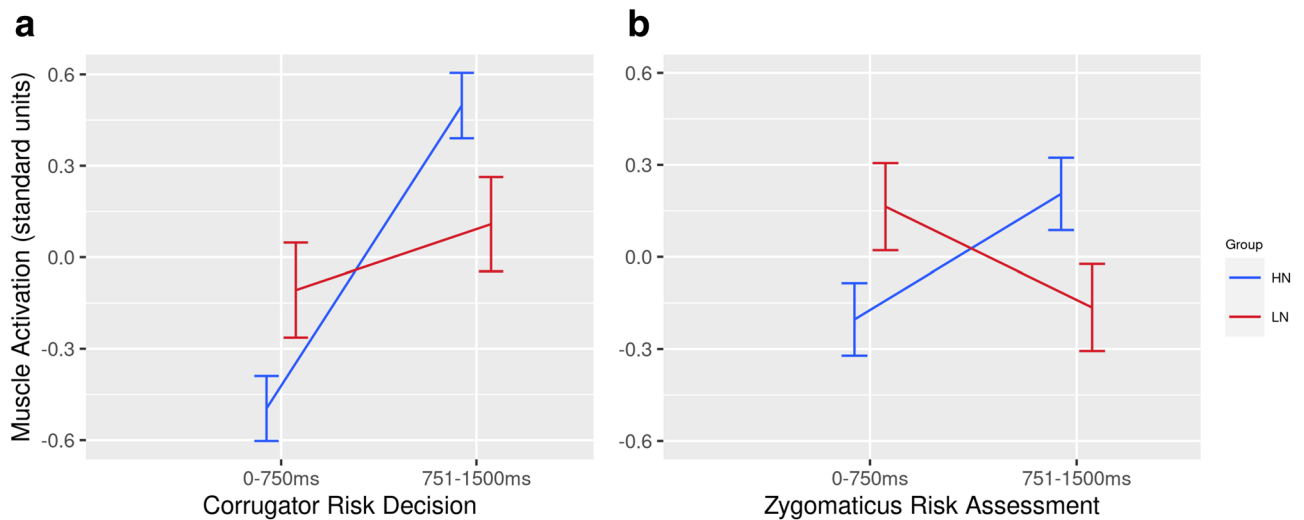 a
b
Muscle Activation (standard units)
0.6
0.3
0.0
-0.3
-0.6
0-750ms 751-1500ms
Corrugator Risk Decision
0.6
0.3
0.0
-0.3
-0.6
0-750ms 751-1500ms
Zygomaticus Risk Assessment
Group
HN
LN